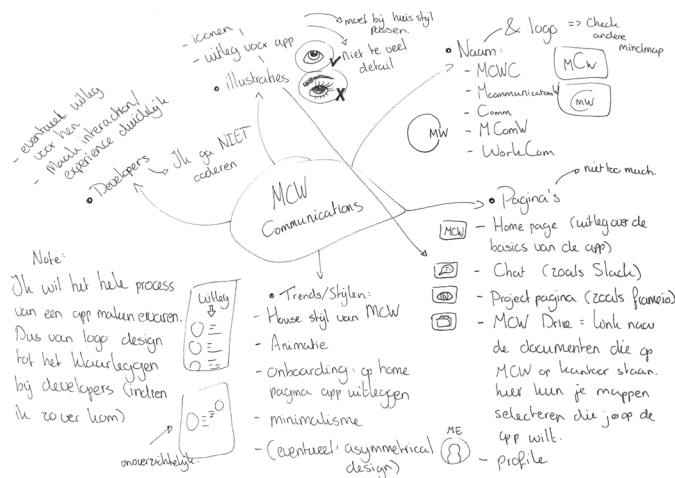 - iconen,
- uitleg voor app
• illustraties
moet bij huis stijl
passen.
Niet te veel
detail
• Naam:
& logo => Check
andere
mindmap
- MCWC
- Mcommunication
- Comm
- MComW
- WorkCom
MCW
CMW
MW
- eventueel uitleg
voor hen
- Maak interaction/
experience duidelijk
• Developers
Ik ga NIET
coderen
MCW
Communications
• Pagina's
niet too much.
MCW
- Home page (uitleg over de
basics van de app)
- Chat (zoals Slack)
- Project pagina (zoals frameio)
- MCW Drive = Link naar
de documenten die op
MCW op kantoor staan.
hier kun je mappen
selecteren die je op de
app wilt.
ME
- profile
Note:
Ik wil het hele process
van een app maken ervaren.
Dus van logo design
tot het klaarleggen
bij developers (indien
ik zo ver kom)
Uitleg
onoverzichtelijk.
• Trends/Stijlen:
- House stijl van MCW
- Animatie
- onboarding: op home
pagina app uitleggen
- minimalisme
- (eventueel, asymmetrical
design)